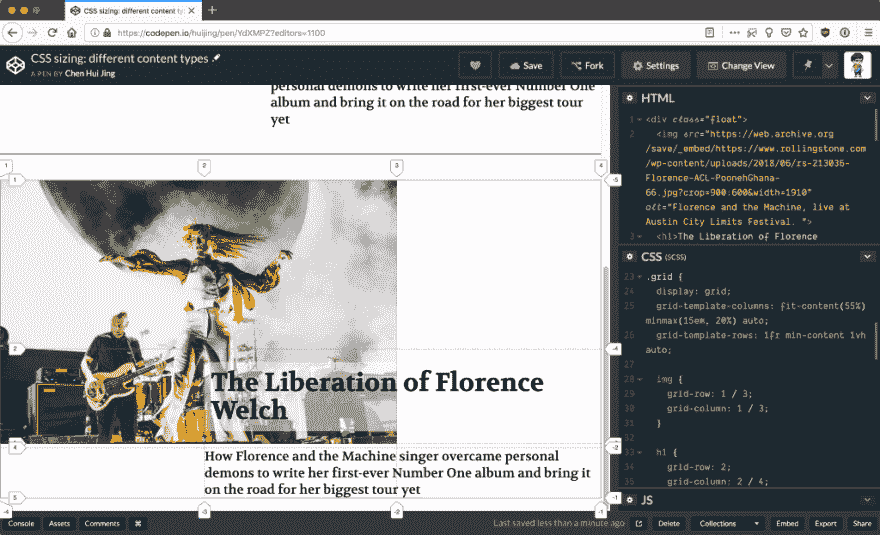 CSS sizing: different content typ
https://codepen.io/huijing/pen/YdXMPZ?editors=1100
CSS sizing: different content types
A PEN BY Chen Hui Jing
Save
Fork
Settings
Change View
personal demons to write her first-ever Number One
album and bring it on the road for her biggest tour
yet
1
2
3
4
1
-5
2
-4
The Liberation of Florence
Welch
4
-2
How Florence and the Machine singer overcame personal
demons to write her first-ever Number One album and bring it
on the road for her biggest tour yet
5
-1
-4
-3
-2
-1
HTML
1 <div class="float">
2 <img src="https://web.archive.org
/save/_embed/https://www.rollingstone.com
/wp-content/uploads/2018/06/rs-213035-
Florence-ACL-PoonehGhana-
66.jpg?crop=900:600&width=1910"
alt="Florence and the Machine, live at
Austin City Limits Festival. ">
3 <h1>The Liberation of Florence
CSS (SCSS)
23 .grid {
24 display: grid;
25 grid-template-columns: fit-content(55%)
minmax(15em, 20%) auto;
26 grid-template-rows: 1fr min-content 1vh
auto;
27
28 img {
29 grid-row: 1 / 3;
30 grid-column: 1 / 3;
31 }
32
33 h1 {
34 grid-row: 2;
35 grid-column: 2 / 4;
JS
Console
Assets
Comments
⌘
Last saved less than a minute ago
Delete
Collections
Embed
Export
Share